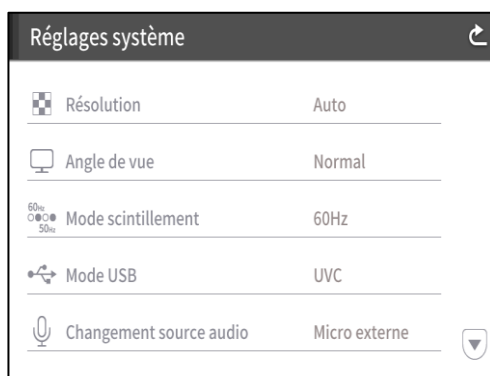 Réglages système
Résolution Auto
Angle de vue Normal
60Hz
50Hz
Mode scintillement 60Hz
Mode USB UVC
Changement source audio Micro externe